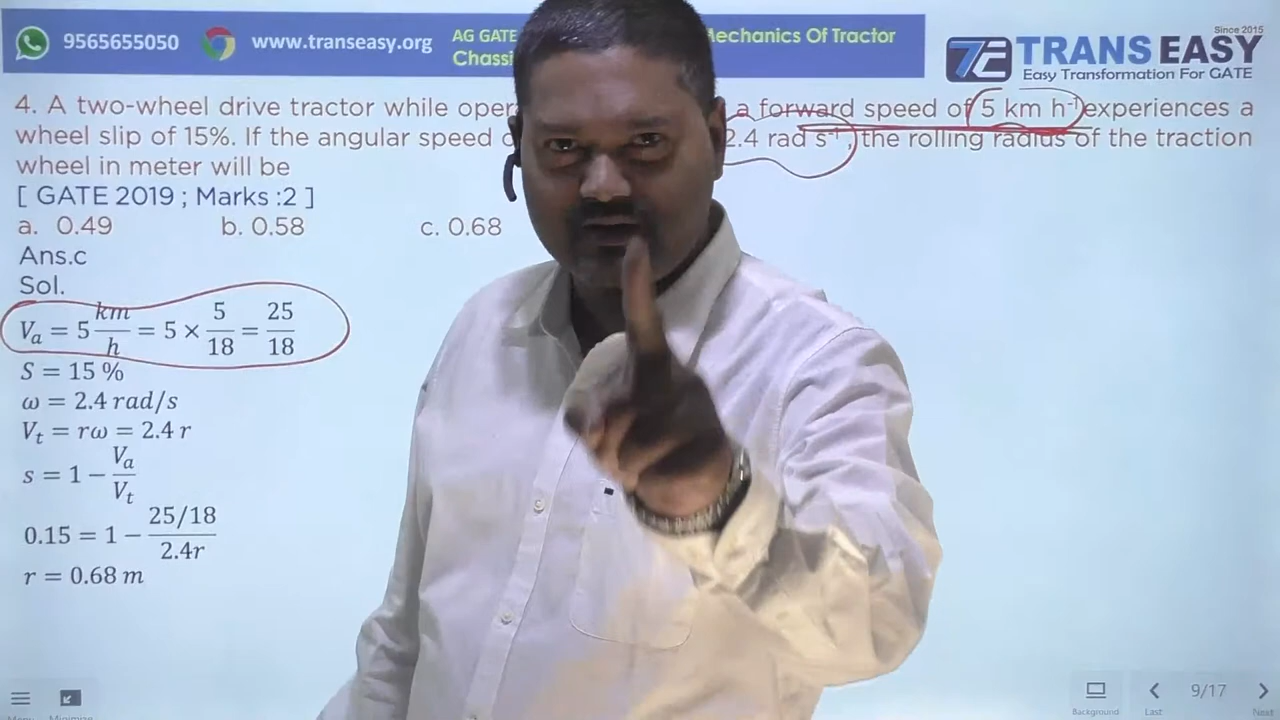 9565655050 www.transeasy.org AG GATE Mechanics Of Tractor
Chassi
Since 2015
TRANS EASY
Easy Transformation For GATE
4. A two-wheel drive tractor while oper a forward speed of 5 km h⁻¹ experiences a
wheel slip of 15%. If the angular speed 2.4 rad s⁻¹, the rolling radius of the traction
wheel in meter will be
[ GATE 2019 ; Marks :2 ]
a. 0.49 b. 0.58 c. 0.68
Ans.c
Sol.
Vₐ = 5 km/h = 5 × 5/18 = 25/18
S = 15 %
ω = 2.4 rad/s
Vₜ = rω = 2.4 r
s = 1 − Vₐ/Vₜ
0.15 = 1 − (25/18)/2.4r
r = 0.68 m
Minimize
Background Last 9/17 Next